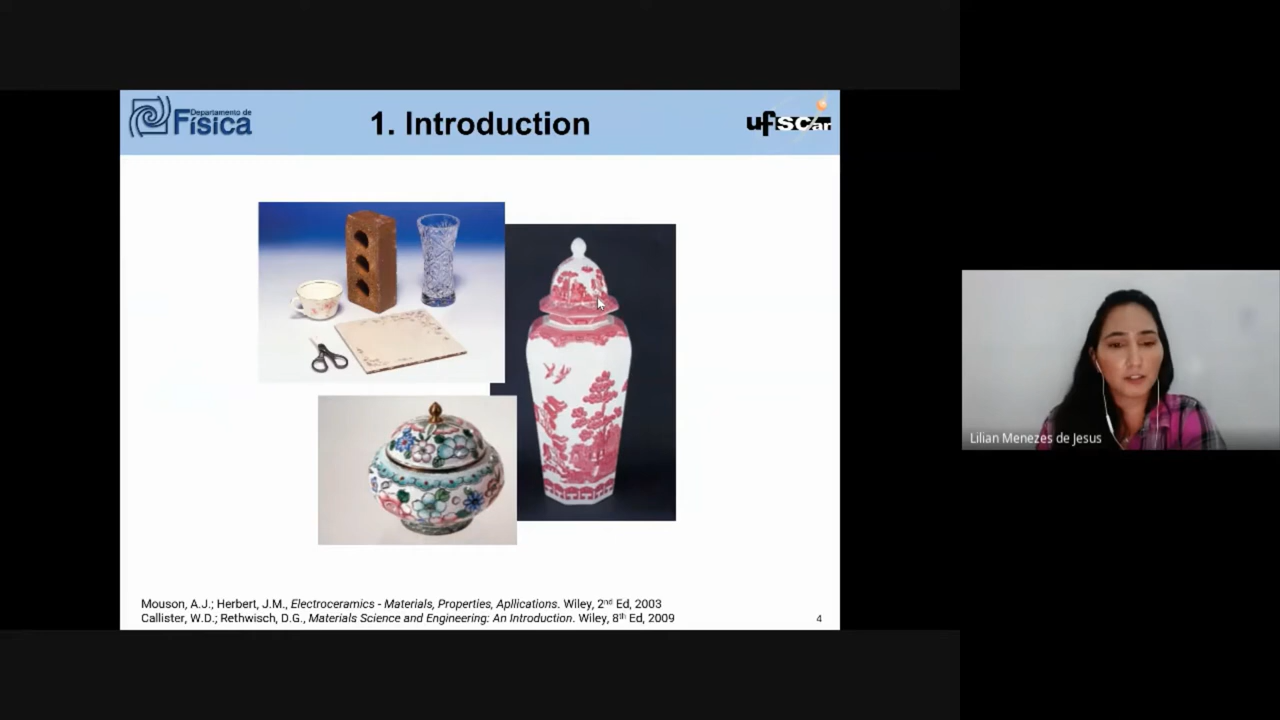 Departamento de
Física
1. Introduction
ufscar
Mouson, A.J.; Herbert, J.M., Electroceramics - Materials, Properties, Apllications. Wiley, 2nd Ed, 2003
Callister, W.D.; Rethwisch, D.G., Materials Science and Engineering: An Introduction. Wiley, 8th Ed, 2009
4
Lilian Menezes de Jesus